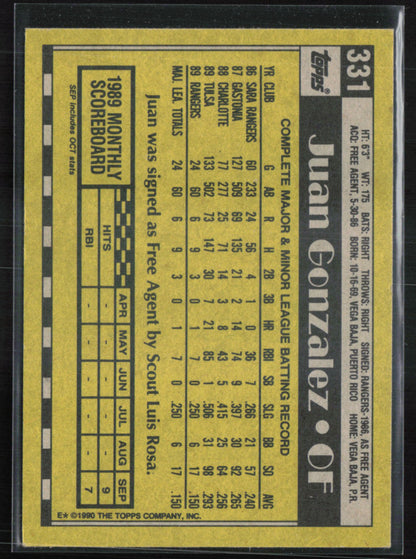 331
Topps®
Juan Gonzalez • OF
HT: 6'3" WT: 175 BATS: RIGHT THROWS: RIGHT SIGNED: RANGERS-1986, AS FREE AGENT
ACQ: FREE AGENT, 5-30-86 BORN: 10-16-69, VEGA BAJA, PUERTO RICO HOME: VEGA BAJA, P.R.
COMPLETE MAJOR & MINOR LEAGUE BATTING RECORD
YR CLUB G AB R H 2B 3B HR RBI SB SLG BB SO AVG
86 SARA RANGERS 60 233 24 56 4 1 0 36 7 .266 21 57 .240
87 GASTONIA 127 509 69 135 21 2 14 74 9 .397 30 92 .265
88 CHARLOTTE 77 277 25 71 14 3 8 43 5 .415 25 64 .256
89 TULSA 133 502 73 147 30 7 21 85 1 .506 31 98 .293
89 RANGERS 24 60 6 9 3 0 1 7 0 .250 6 17 .150
MAJ. LEA. TOTALS 24 60 6 9 3 0 1 7 0 .250 6 17 .150
Juan was signed as Free Agent by Scout Luis Rosa.
1989 MONTHLY
SCOREBOARD
SEP includes OCT stats
APR MAY JUN JUL AUG SEP
HITS - - - - - 9
RBI - - - - - 7
E* ©1990 THE TOPPS COMPANY, INC.